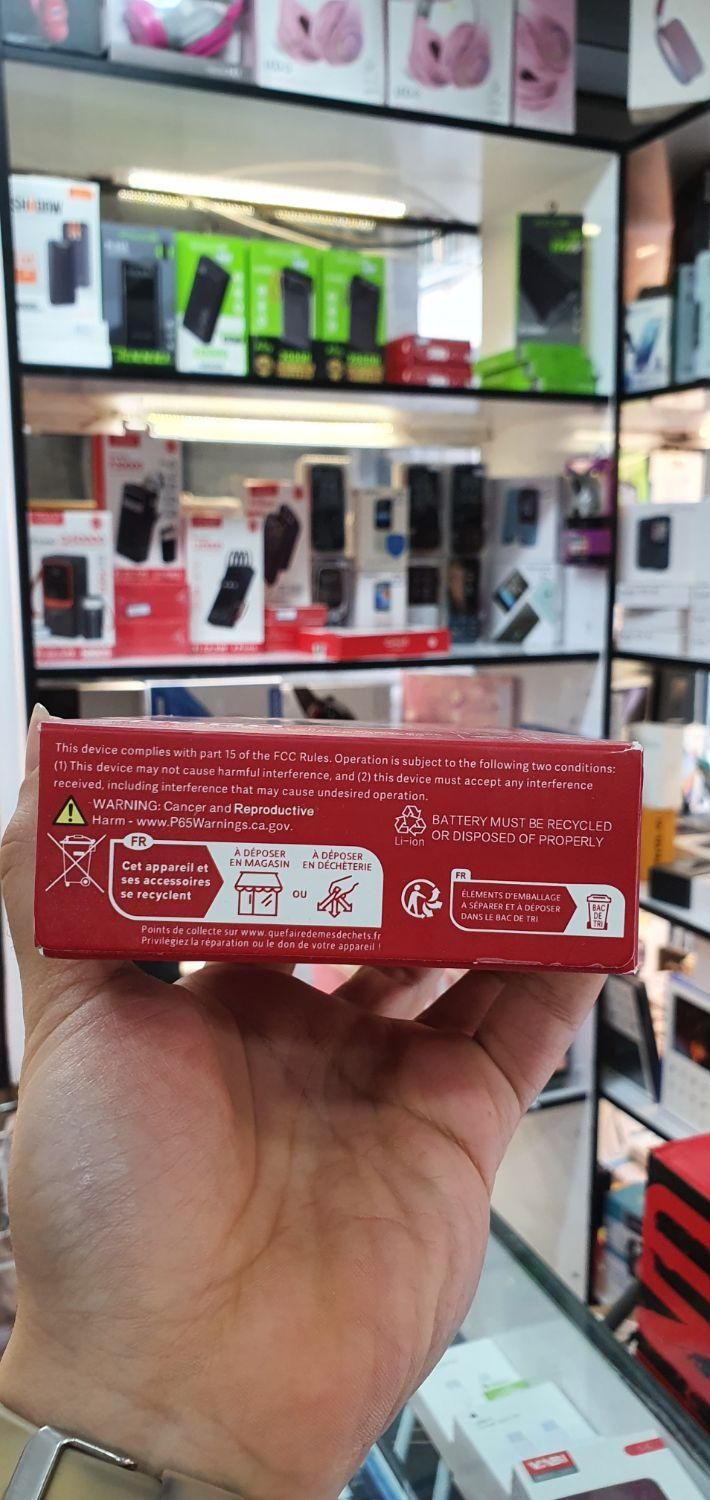 This device complies with part 15 of the FCC Rules. Operation is subject to the following two conditions:
(1) This device may not cause harmful interference, and (2) this device must accept any interference
received, including interference that may cause undesired operation.
WARNING: Cancer and Reproductive
Harm - www.P65Warnings.ca.gov.
Li-ion
BATTERY MUST BE RECYCLED
OR DISPOSED OF PROPERLY
FR
Cet appareil et
ses accessoires
se recyclent
À DÉPOSER
EN MAGASIN
OU
À DÉPOSER
EN DÉCHÈTERIE
Points de collecte sur www.quefairedemesdechets.fr
Privilégiez la réparation ou le don de votre appareil !
FR
ÉLÉMENTS D'EMBALLAGE
À SÉPARER ET À DÉPOSER
DANS LE BAC DE TRI
BAC
DE
TRI